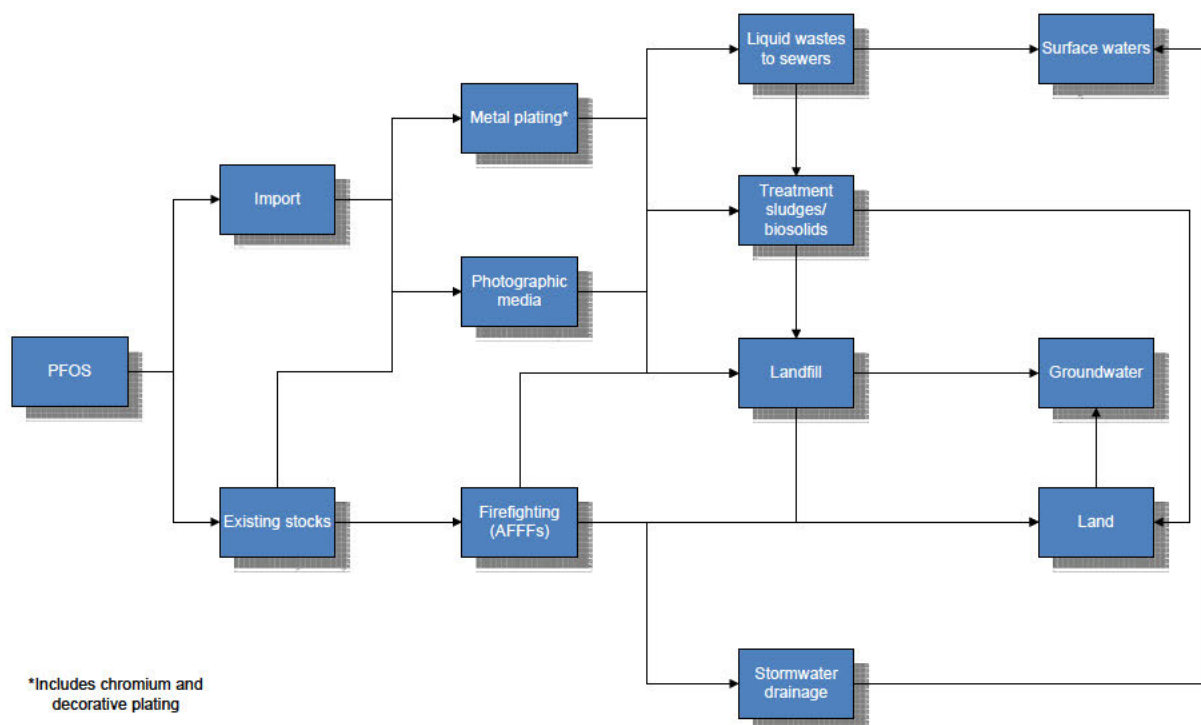 Liquid wastes
to sewers
Surface waters
Metal plating*
Import
Treatment
sludges/
biosolids
Photographic
media
PFOS
Landfill
Groundwater
Existing stocks
Firefighting
(AFFFs)
Land
Stormwater
drainage
*Includes chromium and
decorative plating